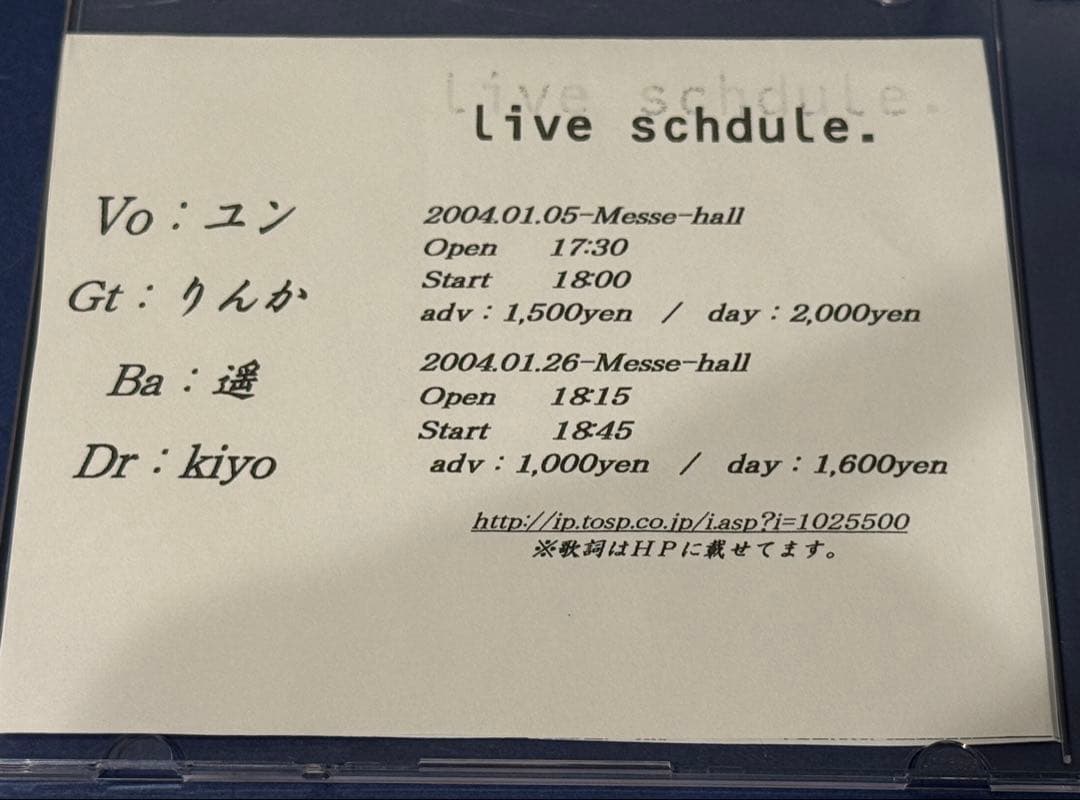 live schdule.
live schdule.
Vo：ユン
Gt：りんか
Ba：遥
Dr：kiyo
2004.01.05-Messe-hall
Open 17:30
Start 18:00
adv：1,500yen / day：2,000yen
2004.01.26-Messe-hall
Open 18:15
Start 18:45
adv：1,000yen / day：1,600yen
http://ip.tosp.co.jp/i.asp?i=1025500
※歌詞はＨＰに載せてます。